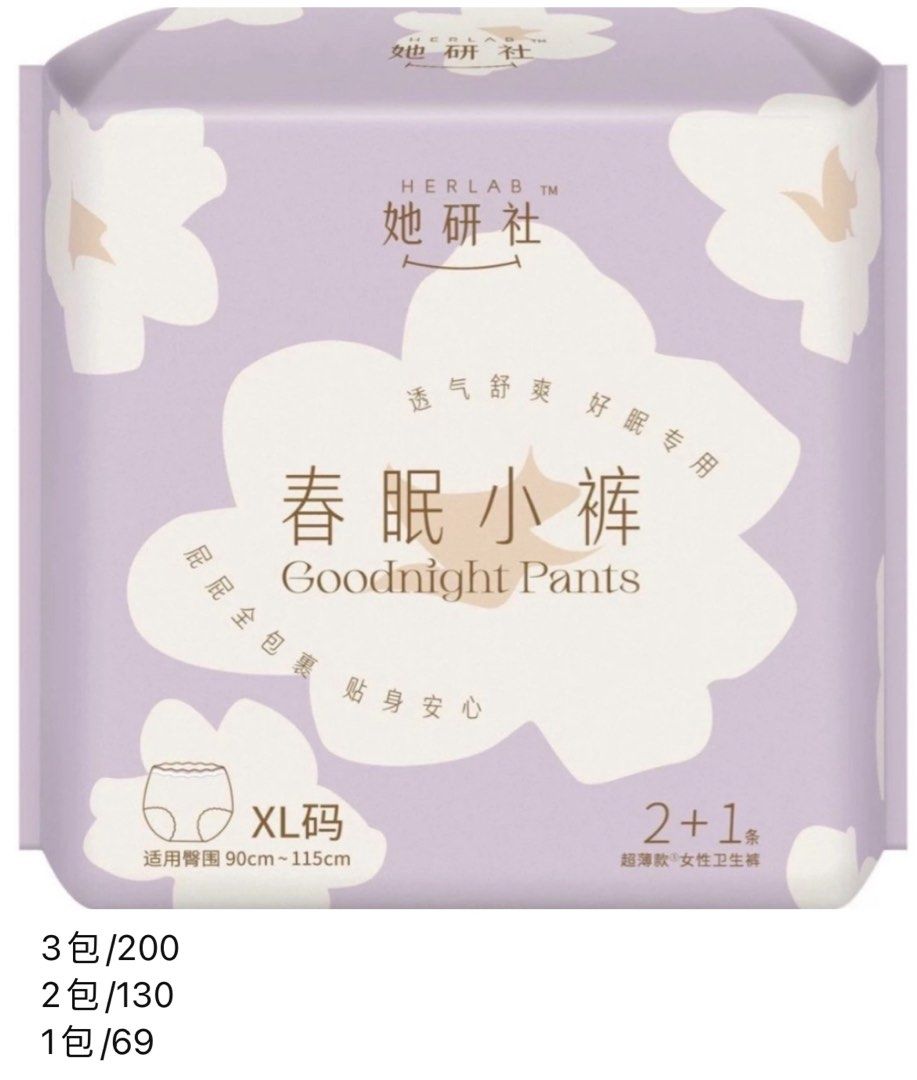 HERLAB™
她研社
HERLAB™
她研社
透气舒爽 好眠专用
春眠小裤
Goodnight Pants
屁屁全包裹 贴身安心
XL码
适用臀围 90cm~115cm
2+1条
超薄款①女性卫生裤
3包/200
2包/130
1包/69